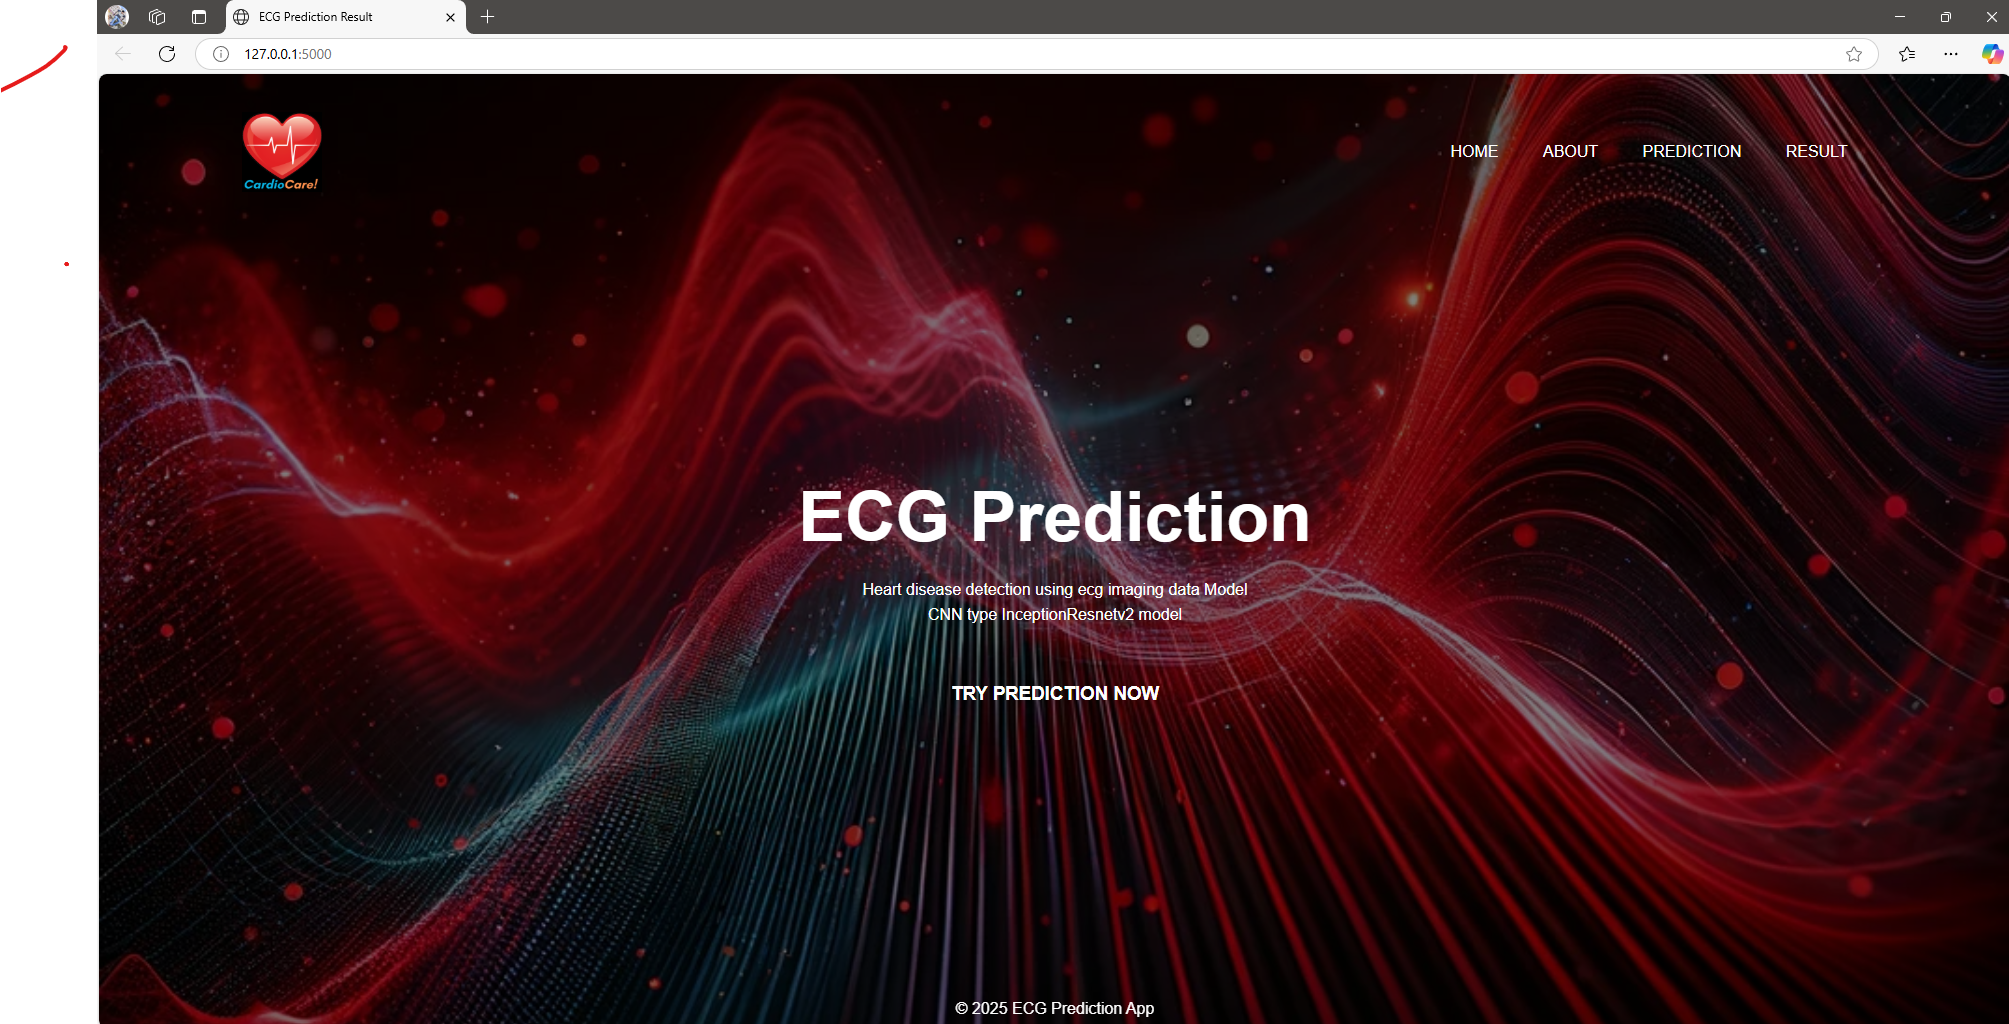 ECG Prediction Result
127.0.0.1:5000
CardioCare!
HOME ABOUT PREDICTION RESULT
ECG Prediction
Heart disease detection using ecg imaging data Model
CNN type InceptionResnetv2 model
TRY PREDICTION NOW
© 2025 ECG Prediction App